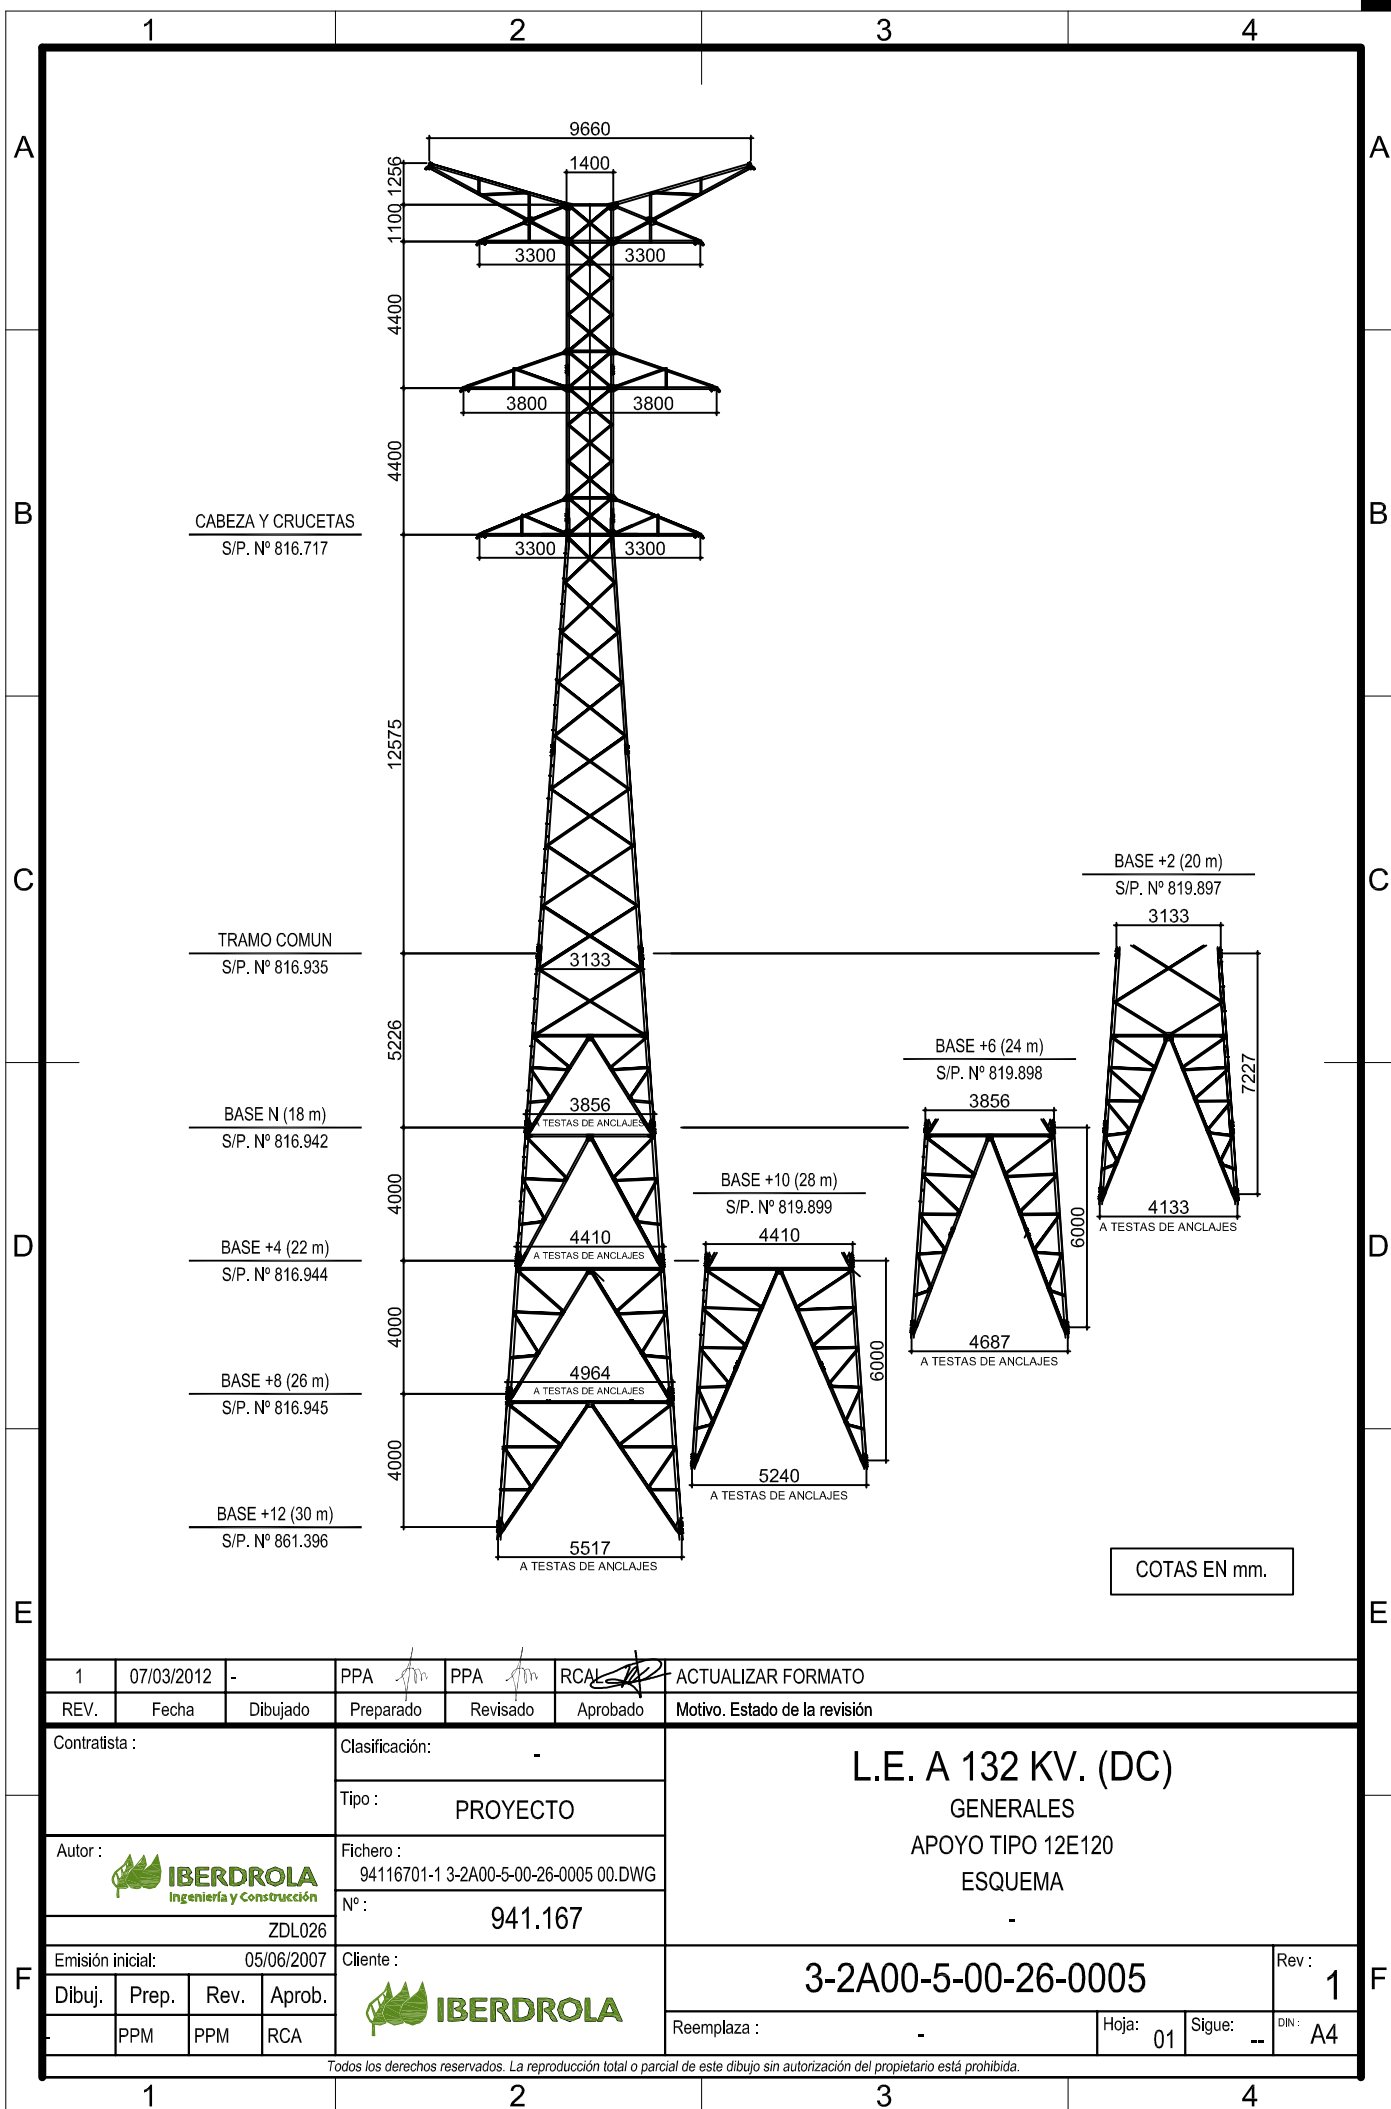 1 2 3 4
A A
9660
1400
1256
1100
3300 3300
4400
3800 3800
4400
B B
CABEZA Y CRUCETAS
S/P. Nº 816.717
3300 3300
12575
BASE +2 (20 m)
S/P. Nº 819.897
C C
3133
TRAMO COMUN
S/P. Nº 816.935
3133
5226
BASE +6 (24 m)
S/P. Nº 819.898
7227
3856
3856
BASE N (18 m)
S/P. Nº 816.942
A TESTAS DE ANCLAJES
4000
BASE +10 (28 m)
S/P. Nº 819.899
4133
A TESTAS DE ANCLAJES
6000
D D
4410
4410
BASE +4 (22 m)
S/P. Nº 816.944
A TESTAS DE ANCLAJES
4000
6000
4687
A TESTAS DE ANCLAJES
4964
BASE +8 (26 m)
S/P. Nº 816.945
A TESTAS DE ANCLAJES
4000
5240
A TESTAS DE ANCLAJES
BASE +12 (30 m)
S/P. Nº 861.396
5517
A TESTAS DE ANCLAJES
COTAS EN mm.
E E
1 07/03/2012 - PPA PPA RCAL ACTUALIZAR FORMATO
REV. Fecha Dibujado Preparado Revisado Aprobado Motivo. Estado de la revisión
Contratista :
Clasificación: -
Tipo : PROYECTO
L.E. A 132 KV. (DC)
GENERALES
APOYO TIPO 12E120
ESQUEMA
-
Autor :
IBERDROLA
Ingeniería y Construcción
ZDL026
Fichero :
94116701-1 3-2A00-5-00-26-0005 00.DWG
Nº : 941.167
Emisión inicial: 05/06/2007
Dibuj. Prep. Rev. Aprob.
- PPM PPM RCA
Cliente :
IBERDROLA
3-2A00-5-00-26-0005
Rev : 1
F F
Reemplaza : -
Hoja: 01 Sigue: -- DIN : A4
Todos los derechos reservados. La reproducción total o parcial de este dibujo sin autorización del propietario está prohibida.
1 2 3 4